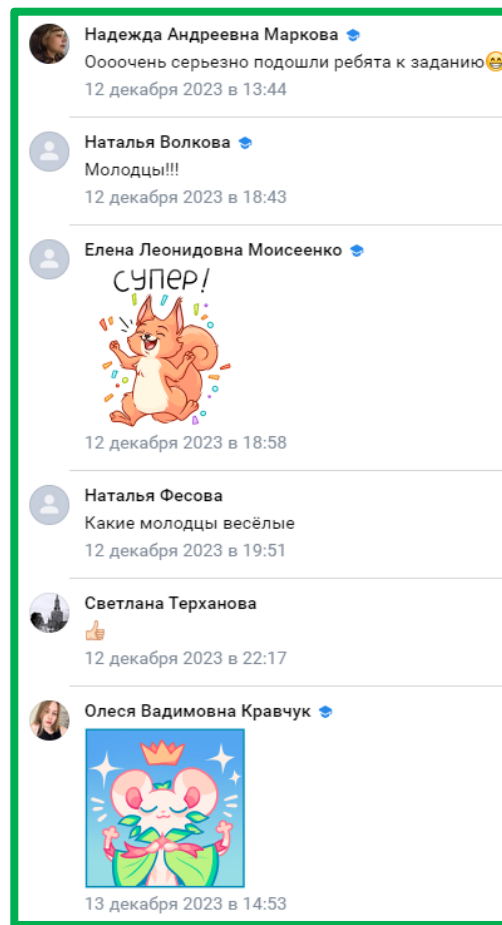 Надежда Андреевна Маркова
Оооочень серьезно подошли ребята к заданию😁
12 декабря 2023 в 13:44
Наталья Волкова
Молодцы!!!
12 декабря 2023 в 18:43
Елена Леонидовна Моисеенко
СУПЕР!
12 декабря 2023 в 18:58
Наталья Фесова
Какие молодцы весёлые
12 декабря 2023 в 19:51
Светлана Терханова
👍🏼
12 декабря 2023 в 22:17
Олеся Вадимовна Кравчук
13 декабря 2023 в 14:53